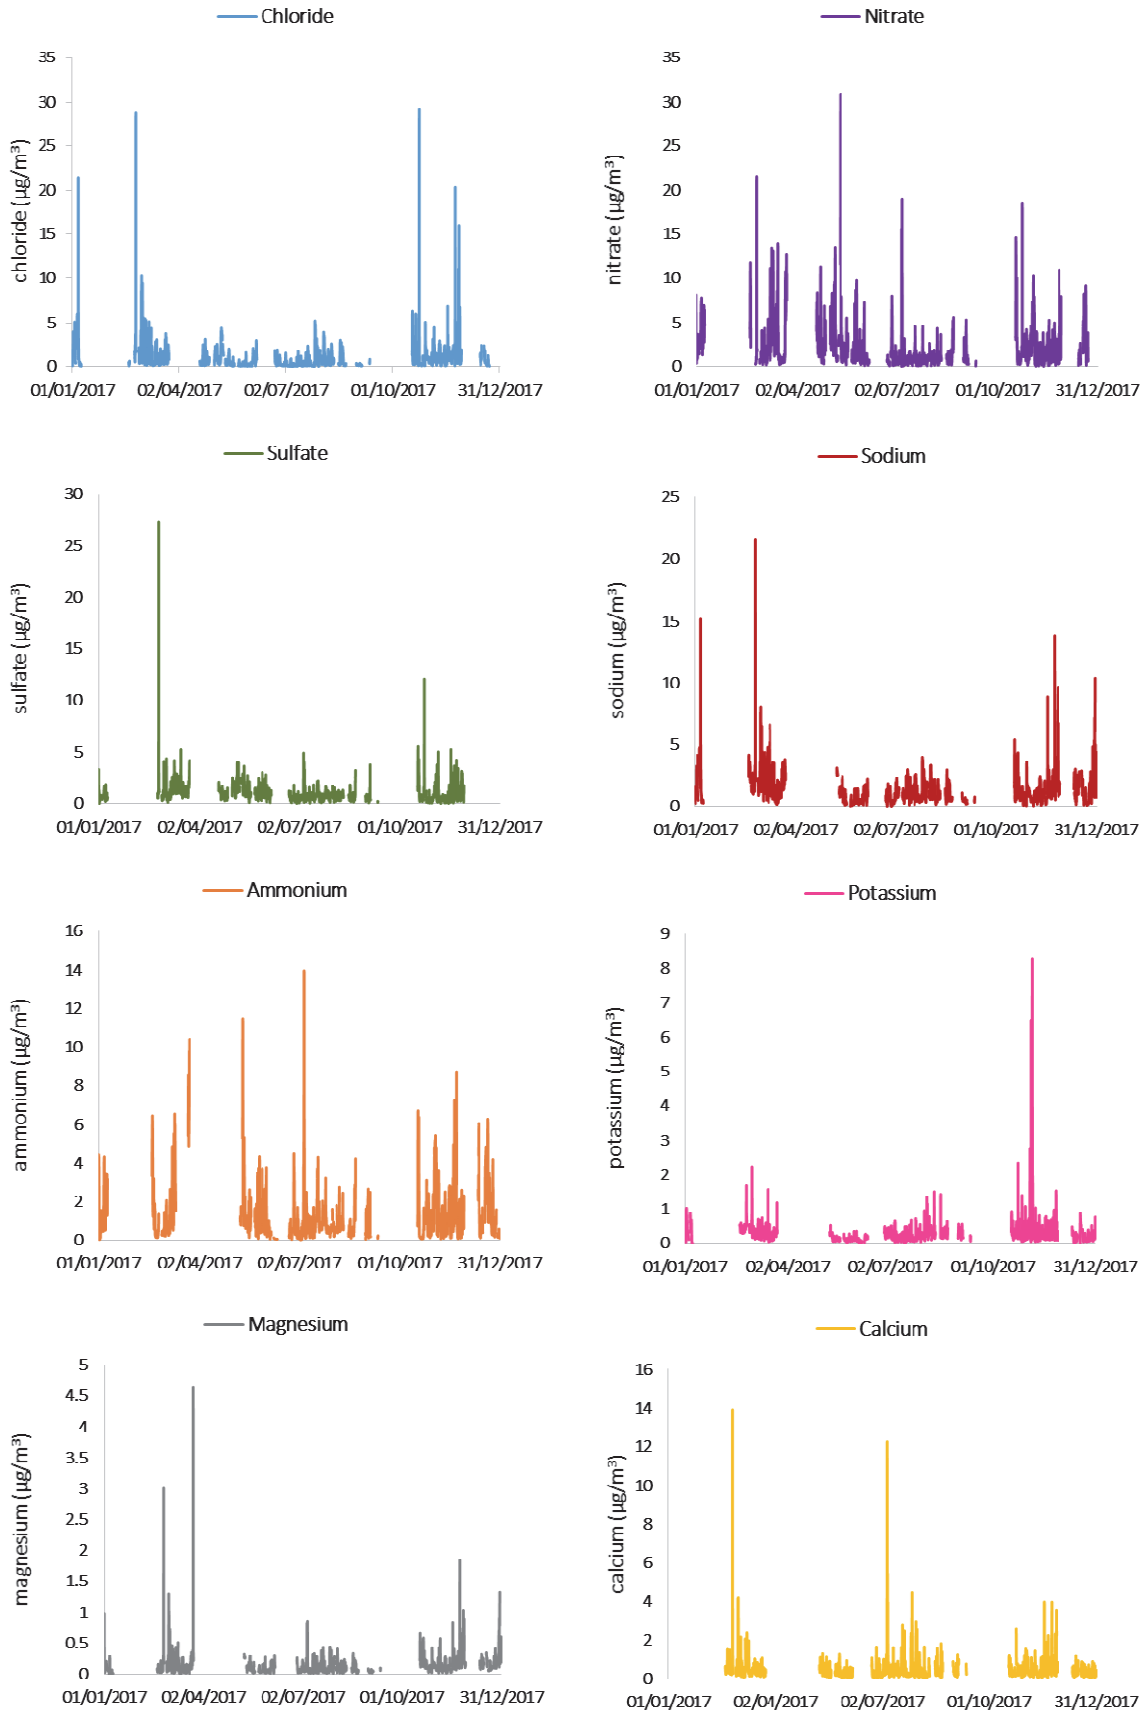 Chloride
chloride (µg/m³)
35
30
25
20
15
10
5
0
01/01/2017 02/04/2017 02/07/2017 01/10/2017 31/12/2017
Nitrate
nitrate (µg/m³)
35
30
25
20
15
10
5
0
01/01/2017 02/04/2017 02/07/2017 01/10/2017 31/12/2017
Sulfate
sulfate (µg/m³)
30
25
20
15
10
5
0
01/01/2017 02/04/2017 02/07/2017 01/10/2017 31/12/2017
Sodium
sodium (µg/m³)
25
20
15
10
5
0
01/01/2017 02/04/2017 02/07/2017 01/10/2017 31/12/2017
Ammonium
ammonium (µg/m³)
16
14
12
10
8
6
4
2
0
01/01/2017 02/04/2017 02/07/2017 01/10/2017 31/12/2017
Potassium
potassium (µg/m³)
9
8
7
6
5
4
3
2
1
0
01/01/2017 02/04/2017 02/07/2017 01/10/2017 31/12/2017
Magnesium
magnesium (µg/m³)
5
4.5
4
3.5
3
2.5
2
1.5
1
0.5
0
01/01/2017 02/04/2017 02/07/2017 01/10/2017 31/12/2017
Calcium
calcium (µg/m³)
16
14
12
10
8
6
4
2
0
01/01/2017 02/04/2017 02/07/2017 01/10/2017 31/12/2017